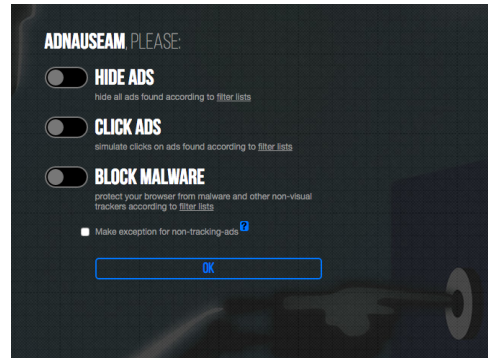 ADNAUSEAM, PLEASE:
HIDE ADS
hide all ads found according to filter lists
CLICK ADS
simulate clicks on ads found according to filter lists
BLOCK MALWARE
protect your browser from malware and other non-visual
trackers according to filter lists
Make exception for non-tracking-ads ?
OK